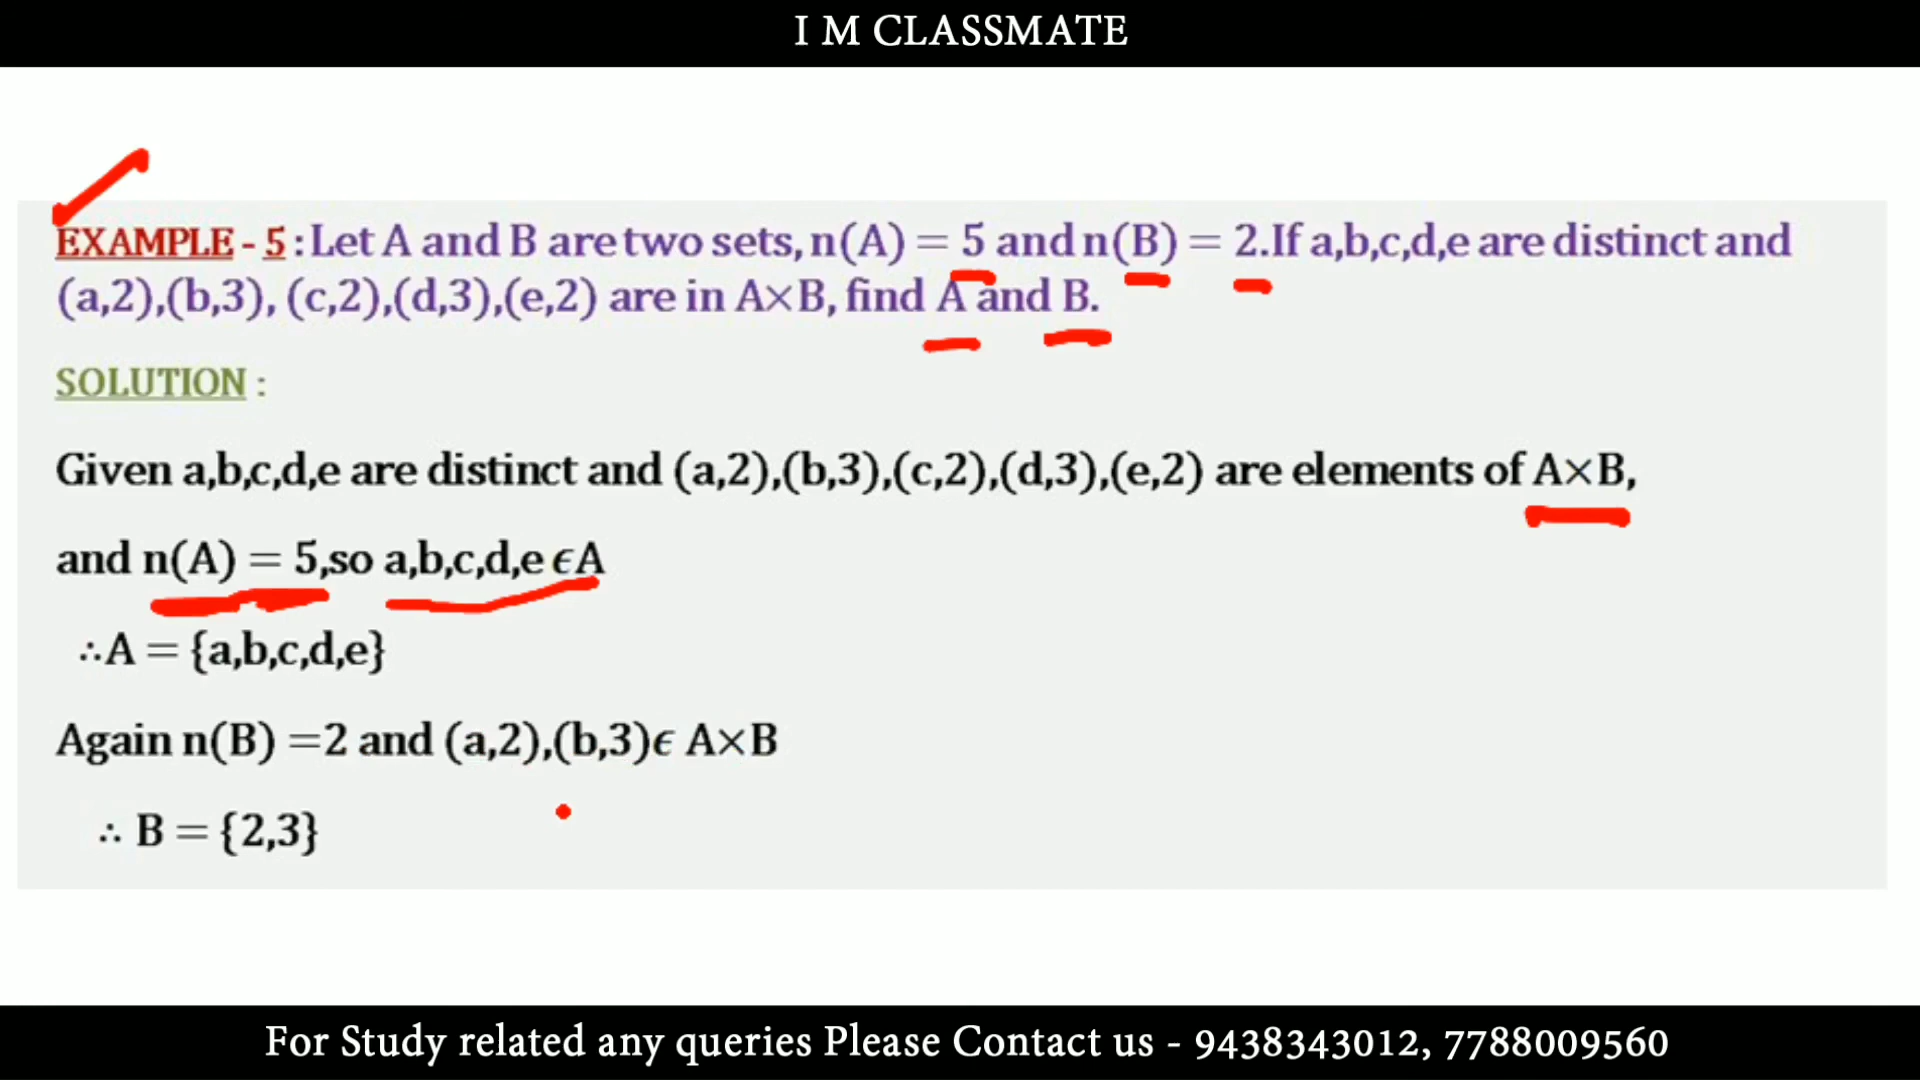 I M CLASSMATE
EXAMPLE - 5 : Let A and B are two sets, n(A) = 5 and n(B) = 2.If a,b,c,d,e are distinct and
(a,2),(b,3), (c,2),(d,3),(e,2) are in A×B, find A and B.
SOLUTION :
Given a,b,c,d,e are distinct and (a,2),(b,3),(c,2),(d,3),(e,2) are elements of A×B,
and n(A) = 5,so a,b,c,d,e ϵA
∴A = {a,b,c,d,e}
Again n(B) =2 and (a,2),(b,3)ϵ A×B
∴ B = {2,3}
For Study related any queries Please Contact us - 9438343012, 7788009560